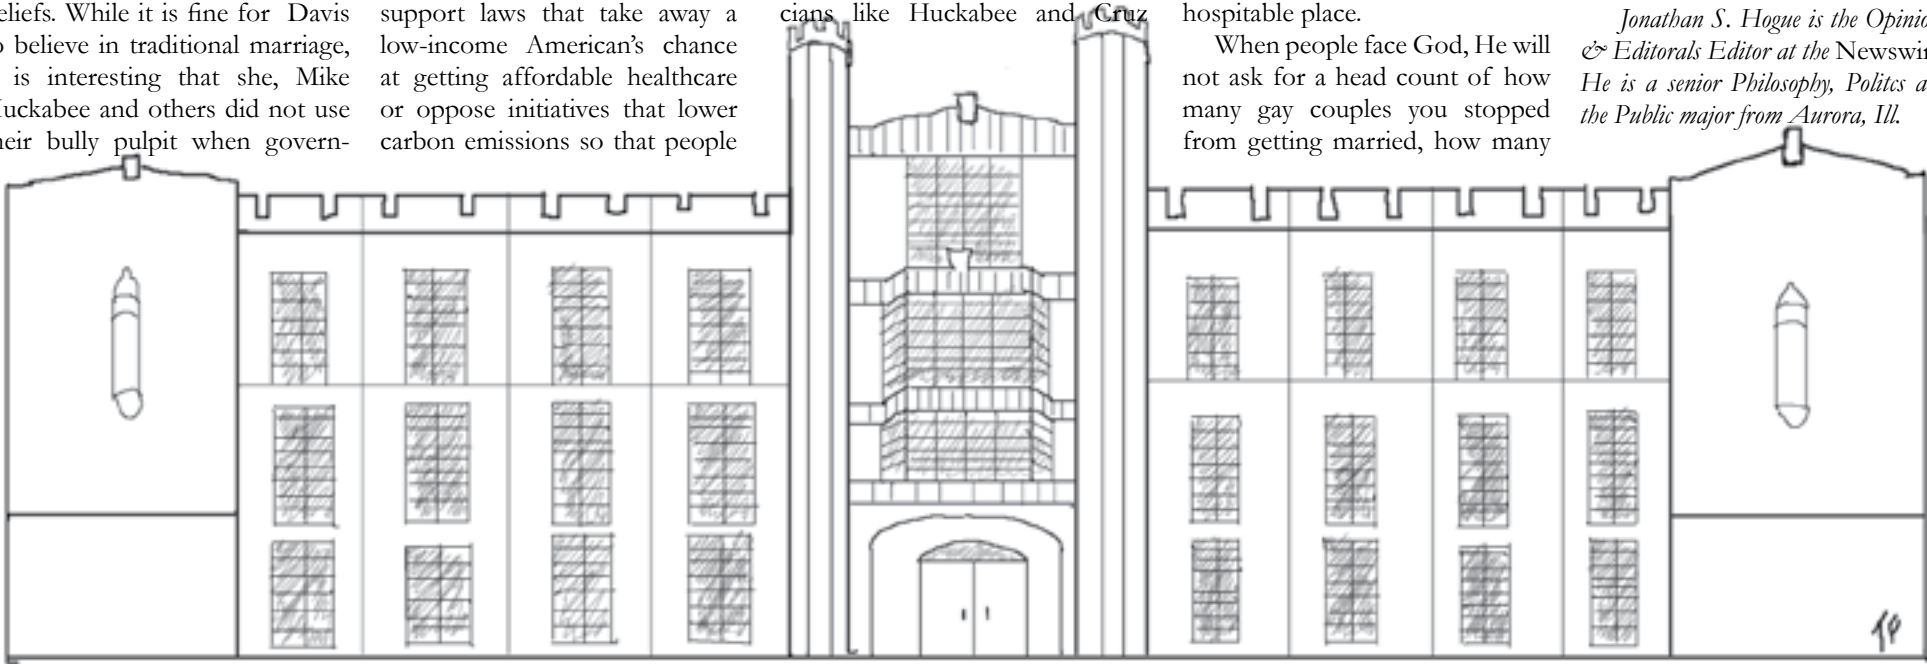 eliefs. While it is fine for Davis
o believe in traditional marriage,
is interesting that she, Mike
Huckabee and others did not use
heir bully pulpit when govern-
support laws that take away a
low-income American's chance
at getting affordable healthcare
or oppose initiatives that lower
carbon emissions so that people
cians like Huckabee and Cruz
hospitable place.
When people face God, He will
not ask for a head count of how
many gay couples you stopped
from getting married, how many
Jonathan S. Hogue is the Opinio
& Editorals Editor at the Newswir
He is a senior Philosophy, Politcs a
the Public major from Aurora, Ill.